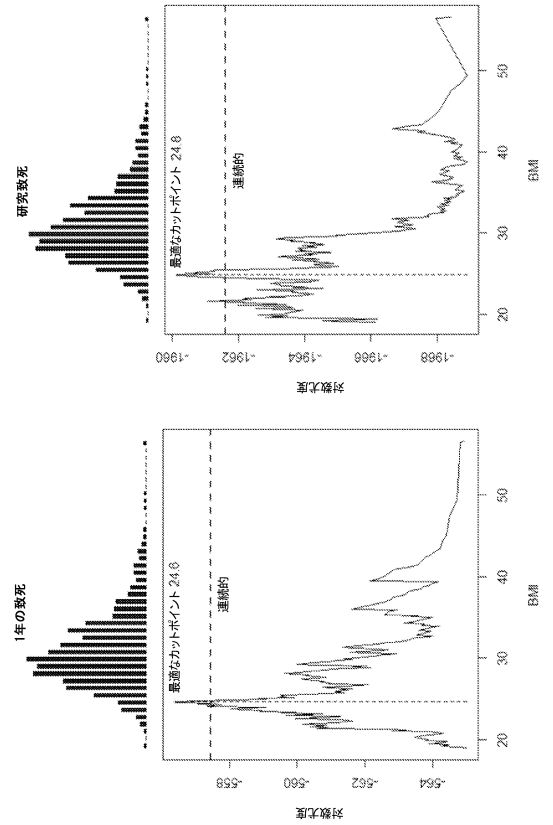 1年の致死
最適なカットポイント 24.6
連続的
対数尤度
-558
-560
-562
-564
20
30
40
50
BMI
研究致死
最適なカットポイント 24.8
連続的
対数尤度
-1960
-1962
-1964
-1966
-1968
20
30
40
50
BMI